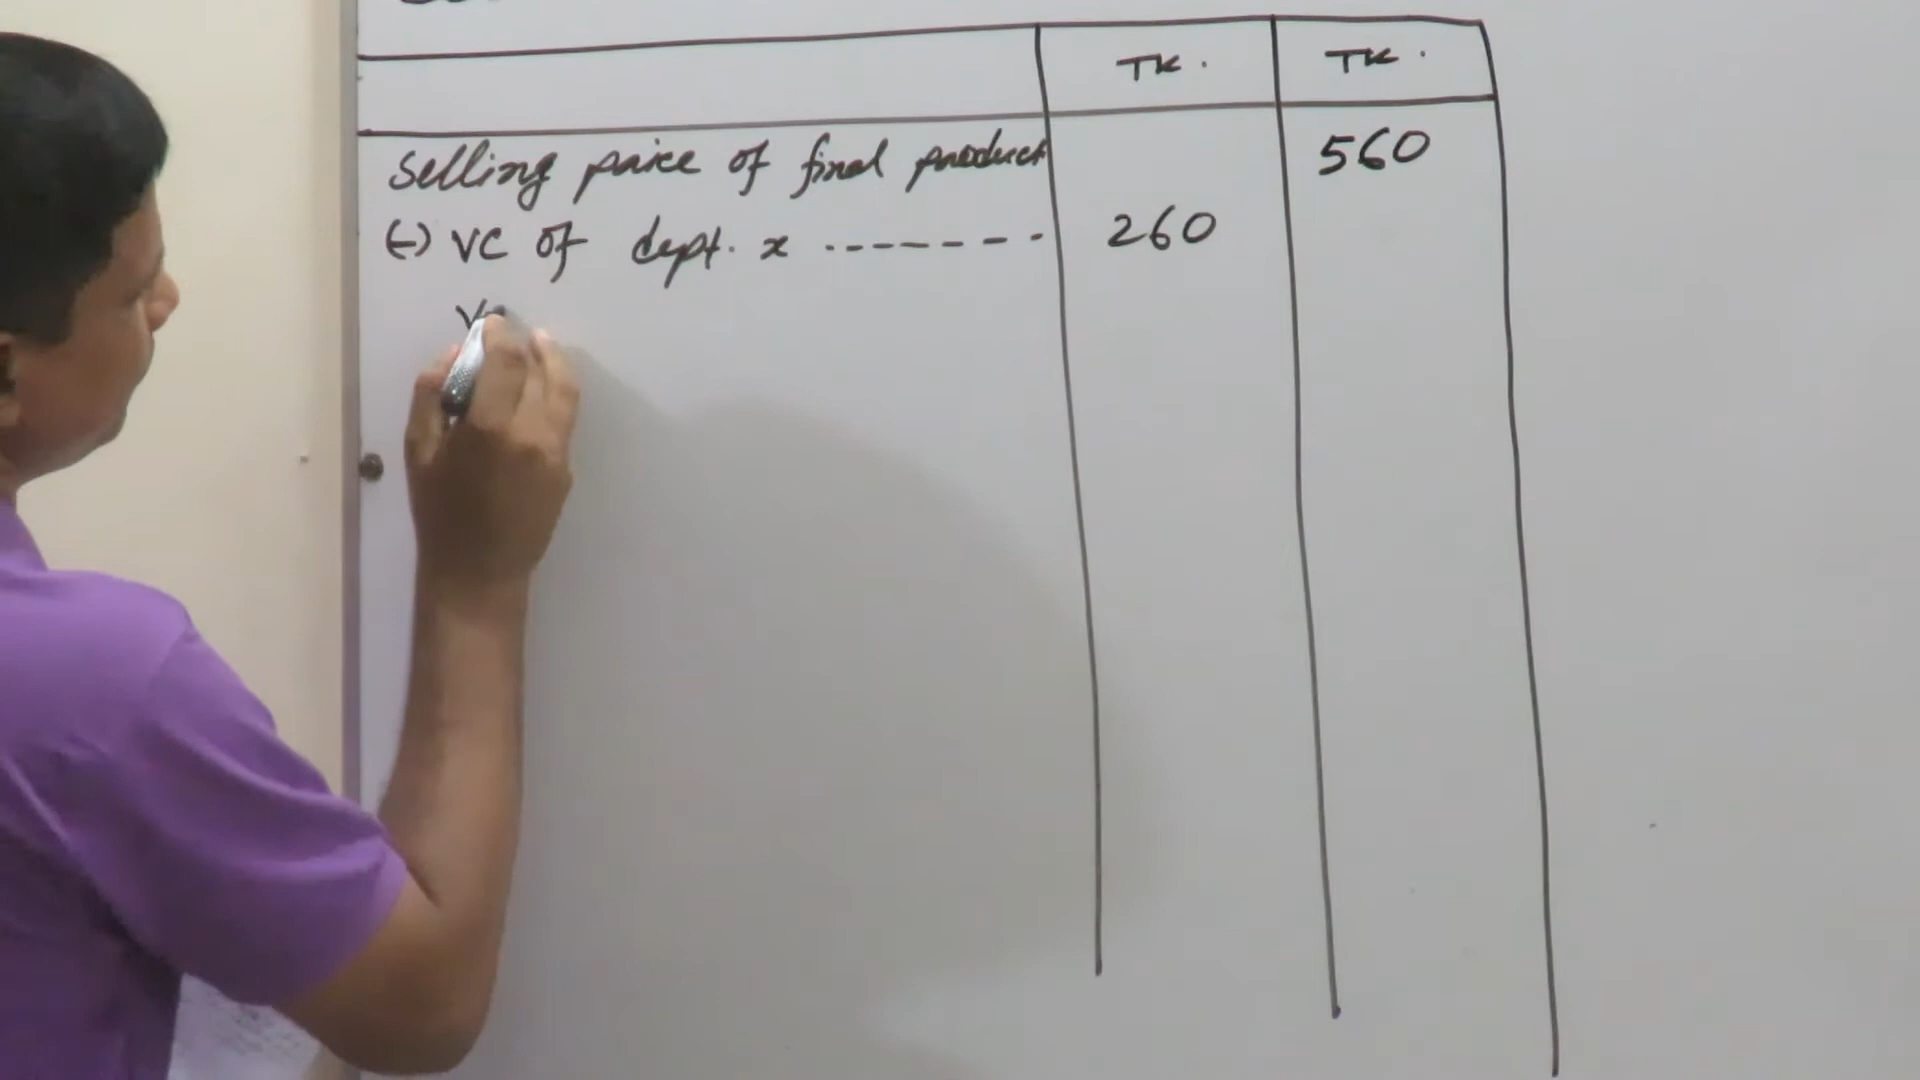 TK. TK.
Selling price of final product 560
(-) VC of dept. x ------- 260